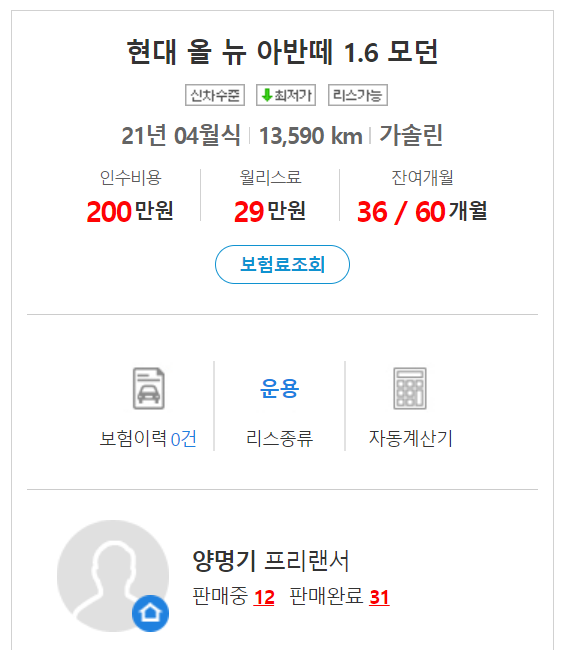 현대 올 뉴 아반떼 1.6 모던
신차수준 최저가 리스가능
21년 04월식 13,590 km 가솔린
인수비용 월리스료 잔여개월
200만원 29만원 36 / 60개월
보험료조회
운용
보험이력 0건 리스종류 자동계산기
양명기 프리랜서
판매중 12 판매완료 31